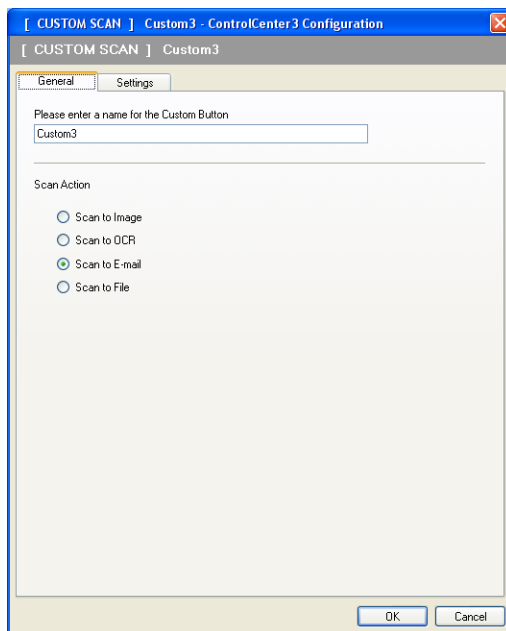 [ CUSTOM SCAN ] Custom3 - ControlCenter3 Configuration
[ CUSTOM SCAN ] Custom3
General Settings
Please enter a name for the Custom Button
Custom3
Scan Action
Scan to Image
Scan to OCR
Scan to E-mail
Scan to File
OK Cancel